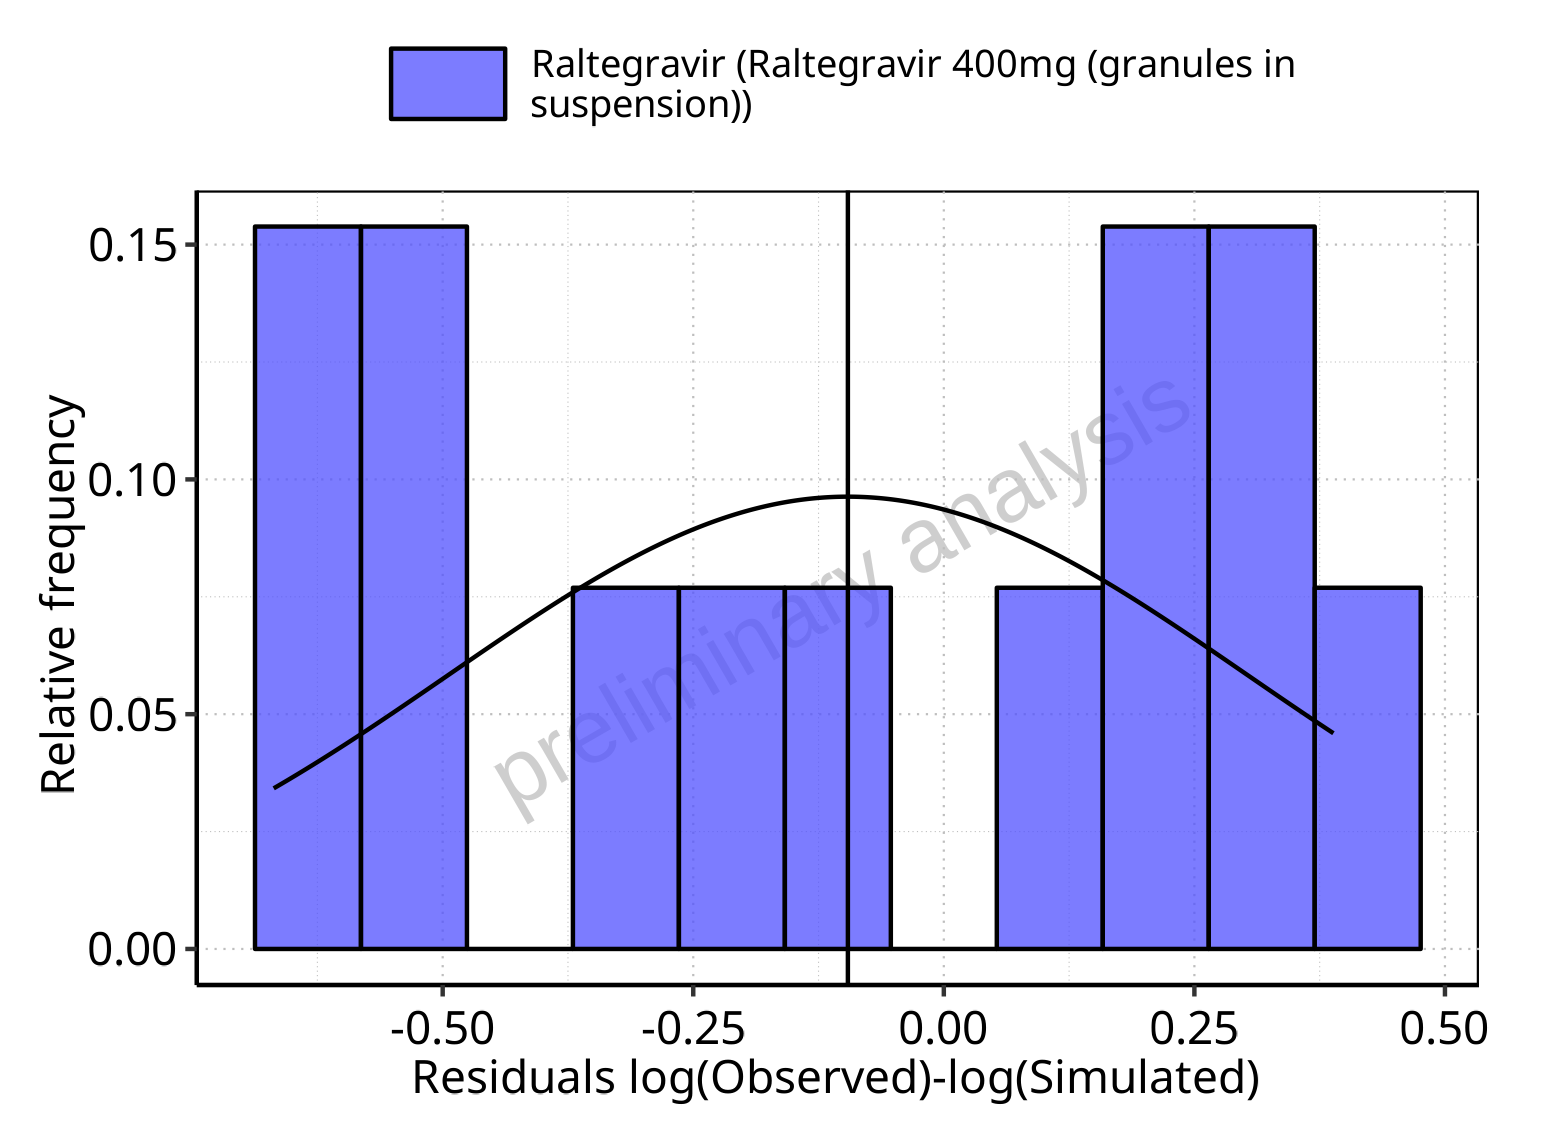 Raltegravir (Raltegravir 400mg (granules in
suspension))
0.15
0.10
0.05
0.00
Relative frequency
preliminary analysis
-0.50 -0.25 0.00 0.25 0.50
Residuals log(Observed)-log(Simulated)